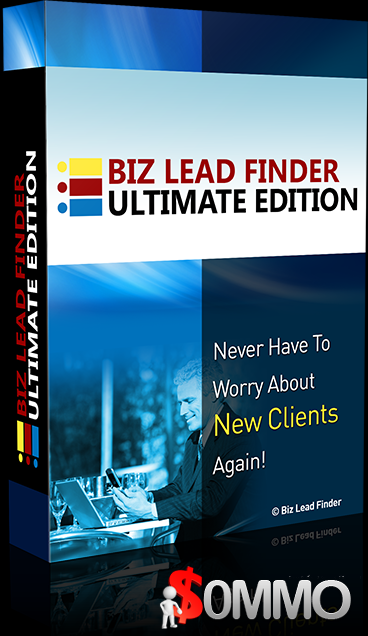 BIZ LEAD FINDER
ULTIMATE EDITION
BIZ LEAD FINDER
ULTIMATE EDITION
Never Have To
Worry About
New Clients
Again!
© Biz Lead Finder
$OMMO